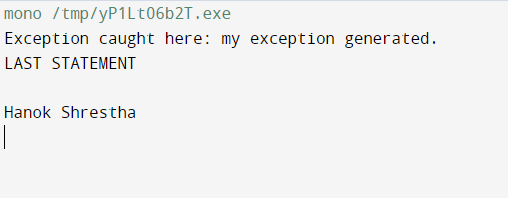 mono /tmp/yP1Lt06b2T.exe
Exception caught here: my exception generated.
LAST STATEMENT
Hanok Shrestha